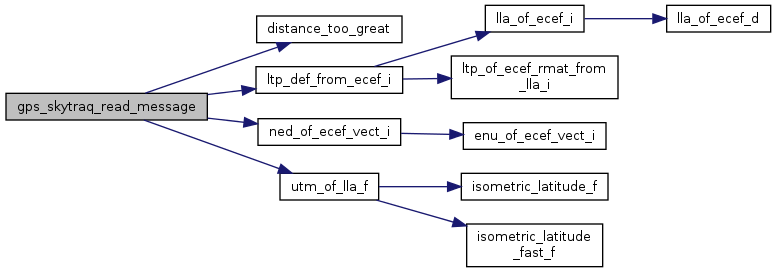 gps_skytraq_read_message
distance_too_great
ltp_def_from_ecef_i
lla_of_ecef_i
lla_of_ecef_d
ltp_of_ecef_rmat_from
_lla_i
ned_of_ecef_vect_i
enu_of_ecef_vect_i
utm_of_lla_f
isometric_latitude_f
isometric_latitude
_fast_f